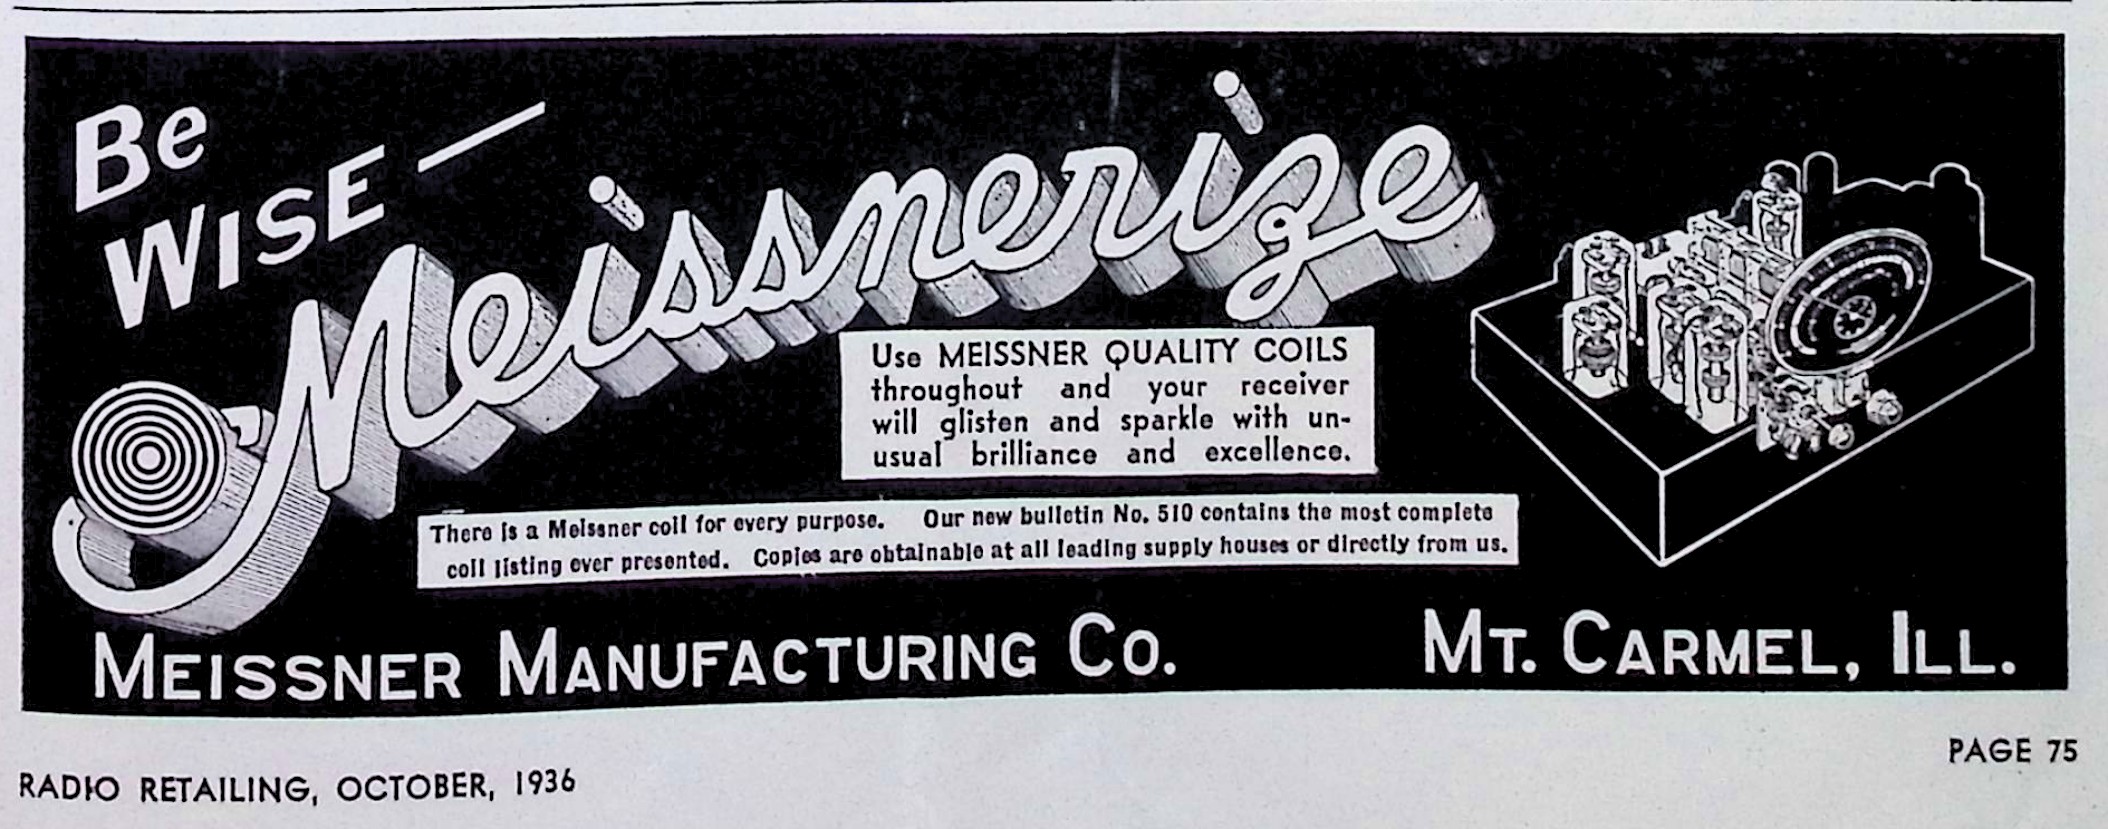 Be
WISE —
Meissnerize
Use MEISSNER QUALITY COILS
throughout and your receiver
will glisten and sparkle with un-
usual brilliance and excellence.
There is a Meissner coil for every purpose. Our new bulletin No. 510 contains the most complete
coil listing ever presented. Copies are obtainable at all leading supply houses or directly from us.
MEISSNER MANUFACTURING CO. MT. CARMEL, ILL.
PAGE 75
RADIO RETAILING, OCTOBER, 1936